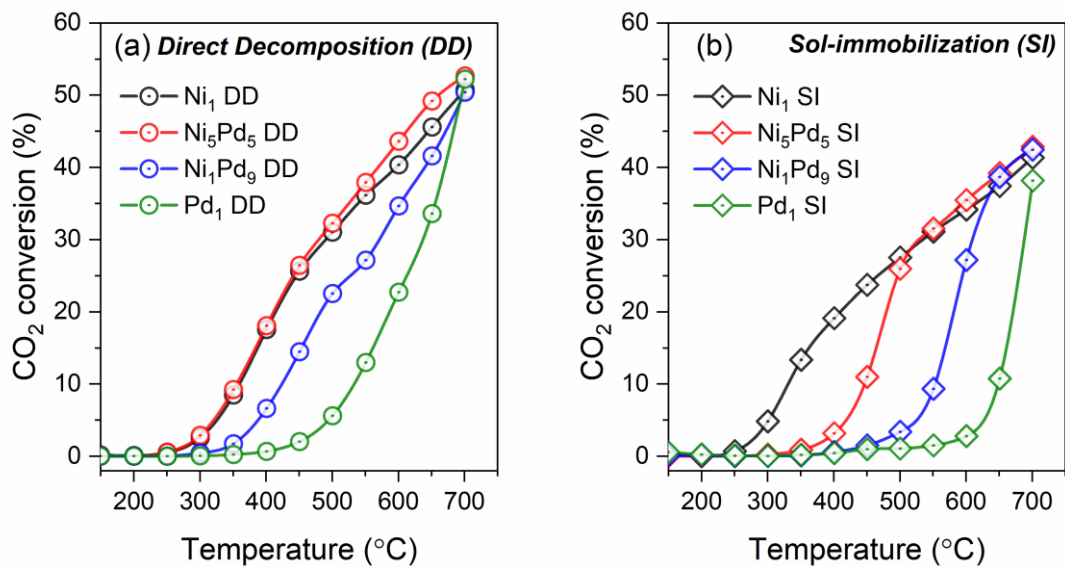 (a) Direct Decomposition (DD)
Ni₁ DD
Ni₅Pd₅ DD
Ni₁Pd₉ DD
Pd₁ DD
60
50
40
30
20
10
0
CO₂ conversion (%)
200 300 400 500 600 700
Temperature (°C)
(b) Sol-immobilization (SI)
Ni₁ SI
Ni₅Pd₅ SI
Ni₁Pd₉ SI
Pd₁ SI
60
50
40
30
20
10
0
CO₂ conversion (%)
200 300 400 500 600 700
Temperature (°C)